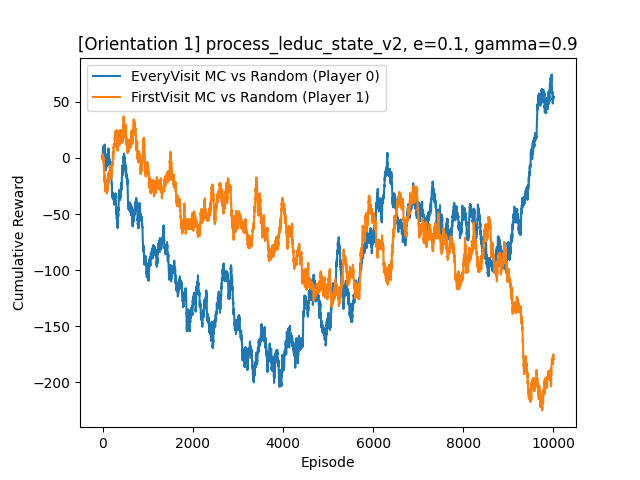 [Orientation 1] process_leduc_state_v2, e=0.1, gamma=0.9
EveryVisit MC vs Random (Player 0)
FirstVisit MC vs Random (Player 1)
50
0
−50
−100
−150
−200
Cumulative Reward
0 2000 4000 6000 8000 10000
Episode